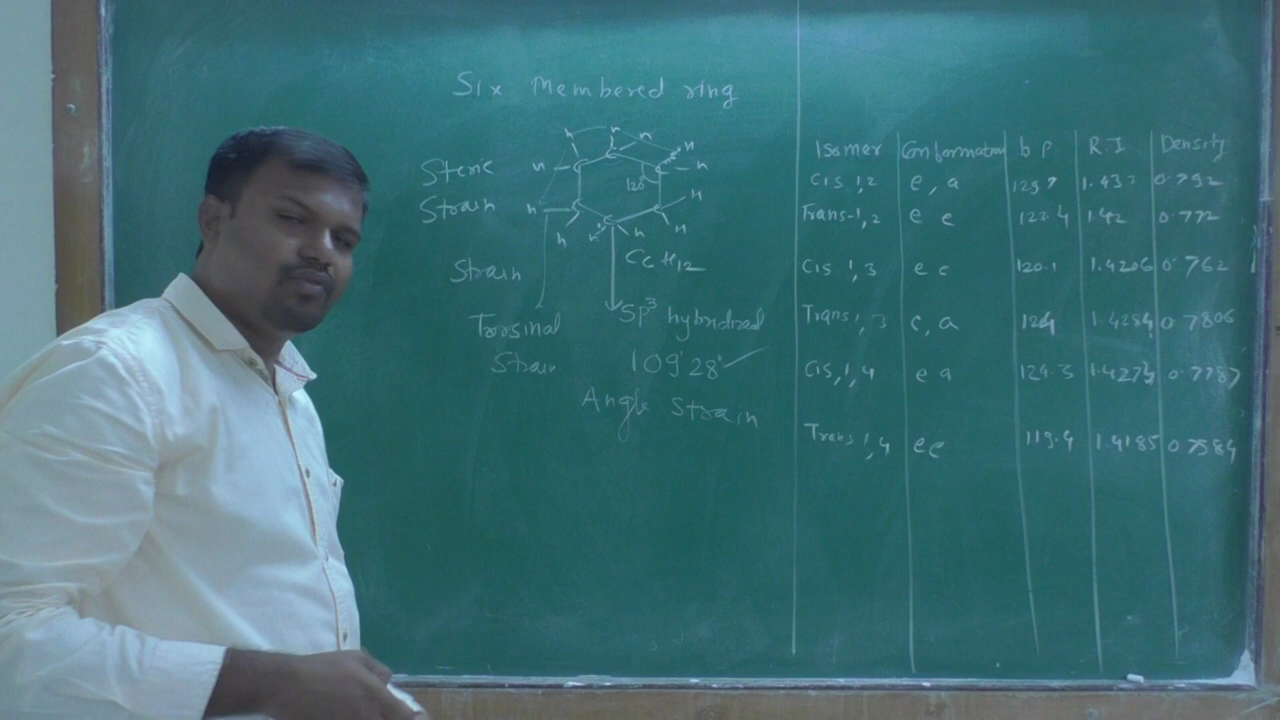 Six Membered ring
Steric
Strain
120°
C6H12
Strain
SP³ hybridized
Torsinal
Strain
109°28'
Angle Strain
Isomer Conformation b p R.I Density
Cis 1,2 e, a 129.7 1.43 0.792
Trans-1,2 e e 123.4 1.42 0.772
Cis 1,3 e e 120.1 1.4206 0.762
Trans 1,3 e, a 124 1.4284 0.7806
Cis, 1,4 e a 124.3 1.4273 0.7787
Trans 1,4 e e 119.4 1.4185 0.7584